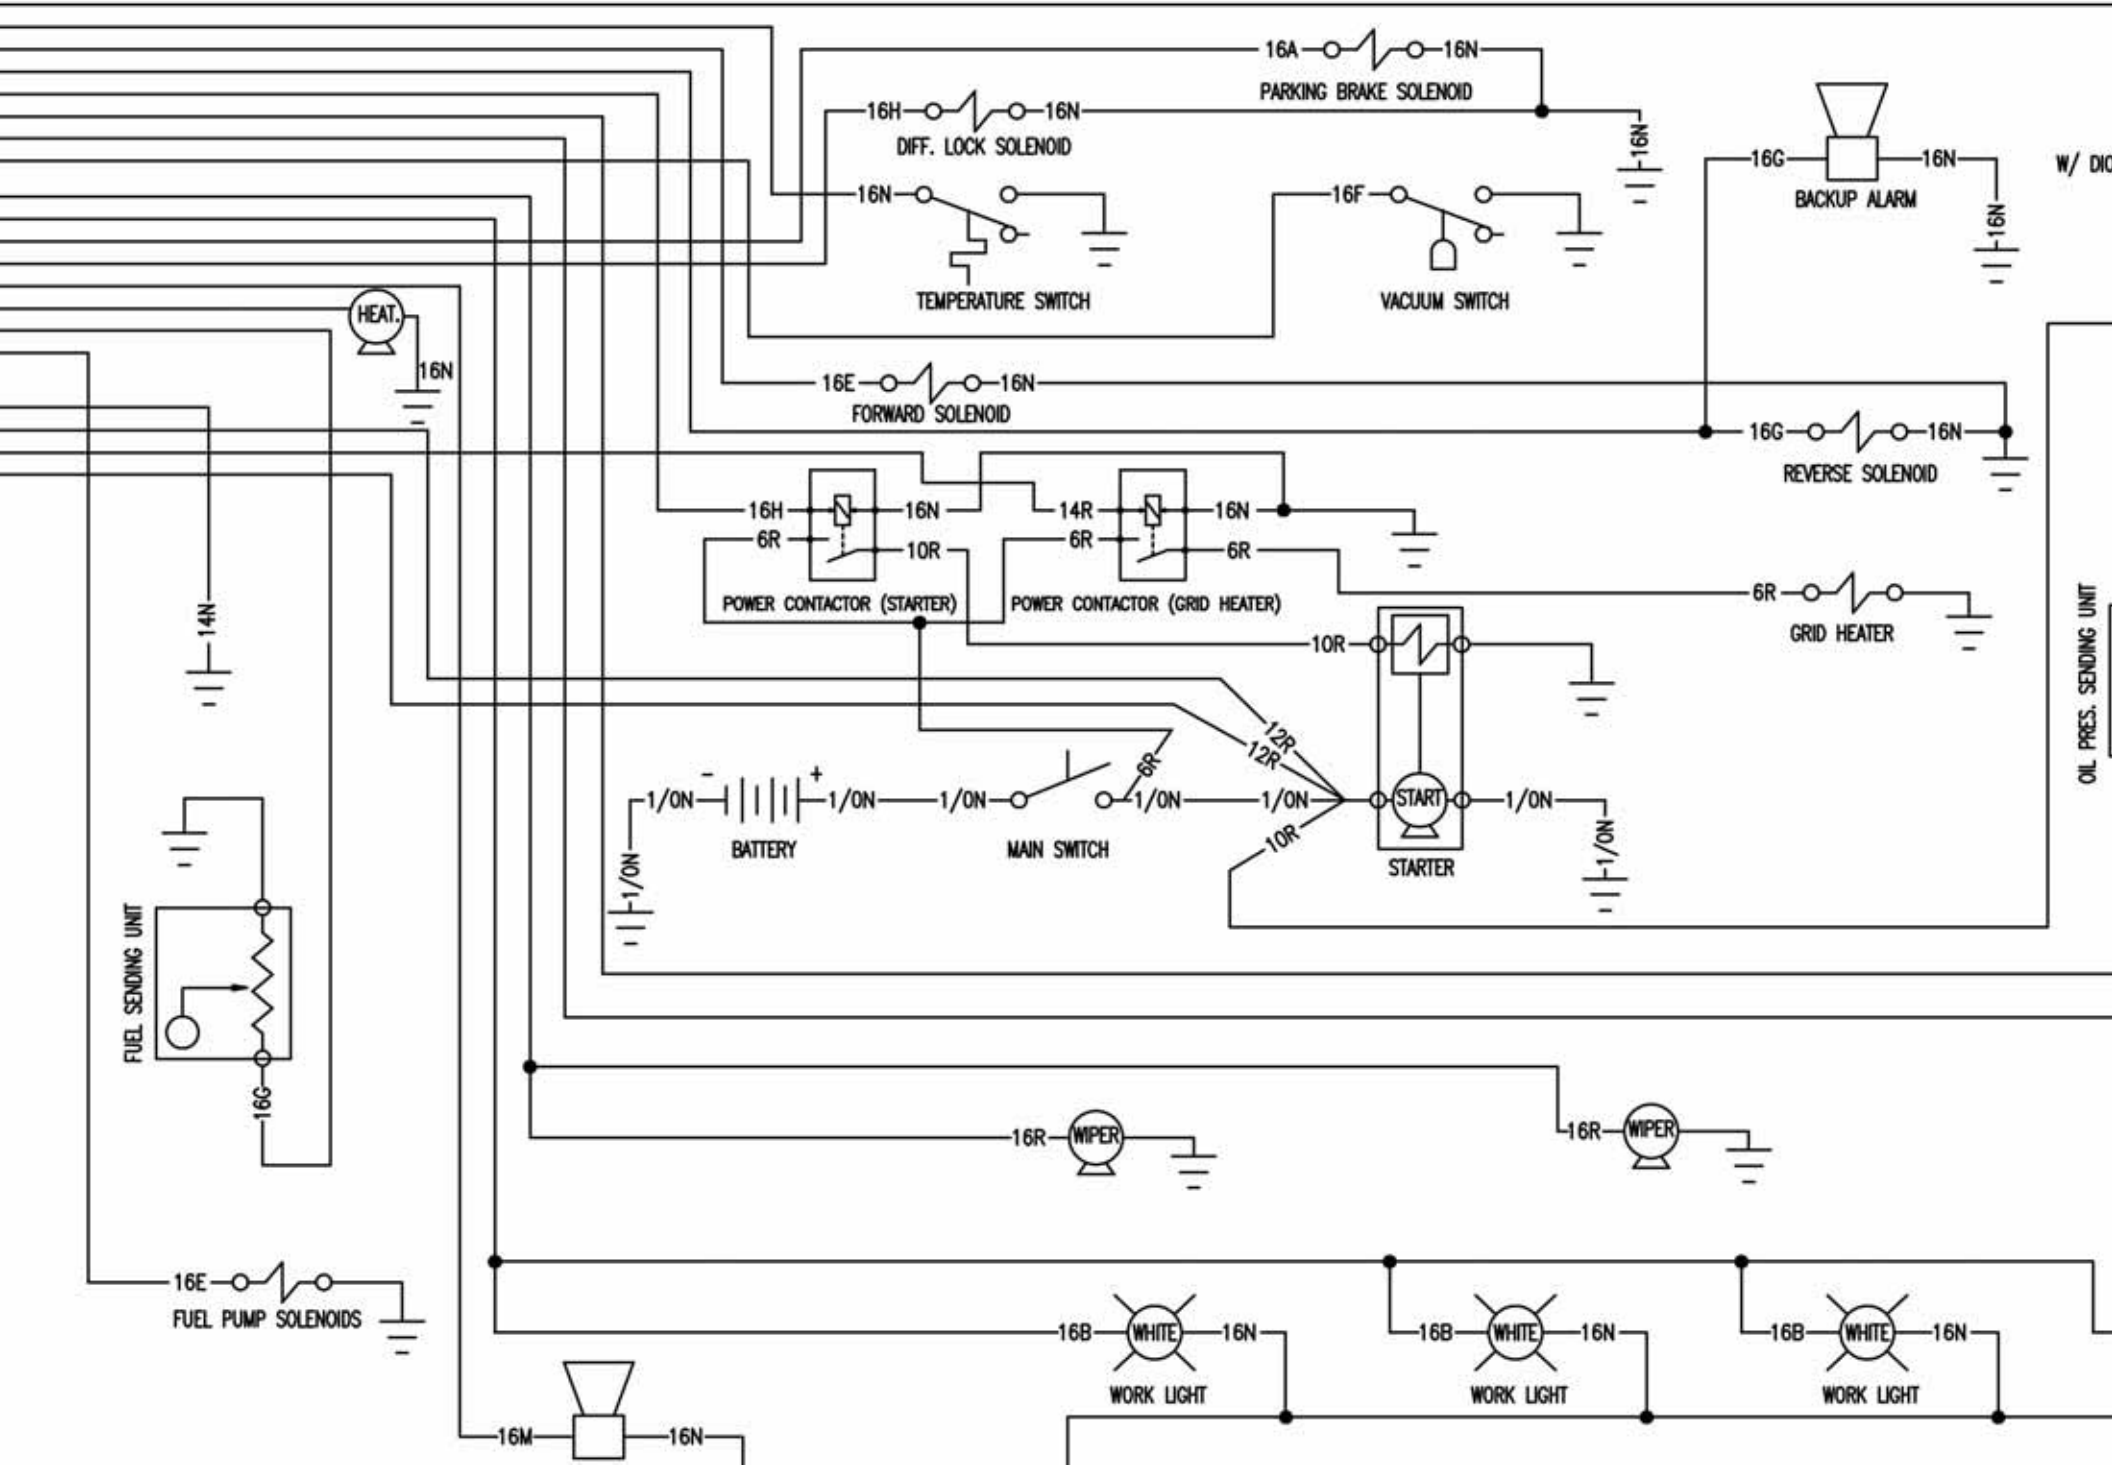 16A 16N
PARKING BRAKE SOLENOID
16H 16N
DIFF. LOCK SOLENOID
16N
16G 16N
BACKUP ALARM
16N
W/ DIO
16N
TEMPERATURE SWITCH
16F
VACUUM SWITCH
HEAT.
16N
16E 16N
FORWARD SOLENOID
16G 16N
REVERSE SOLENOID
16H 16N
6R 10R
POWER CONTACTOR (STARTER)
14R 16N
6R 6R
POWER CONTACTOR (GRID HEATER)
6R
GRID HEATER
OIL PRES. SENDING UNIT
14N
10R
12R
12R
6R
- +
1/0N 1/0N 1/0N 1/0N 1/0N START 1/0N
BATTERY
MAIN SWITCH
10R
STARTER
1/0N
1/0N
FUEL SENDING UNIT
16G
16R WIPER
16R WIPER
16E
FUEL PUMP SOLENOIDS
16B WHITE 16N
WORK LIGHT
16B WHITE 16N
WORK LIGHT
16B WHITE 16N
WORK LIGHT
16M 16N